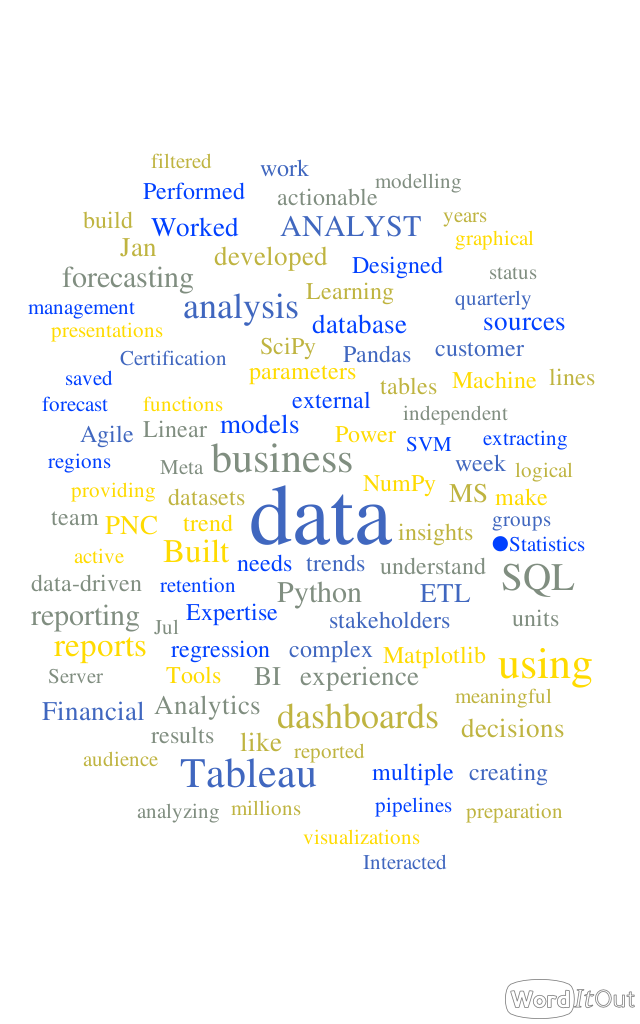 filtered
work
modelling
Performed
actionable
build
Worked
ANALYST
years
Jan
developed
graphical
forecasting
Designed
status
management
analysis
Learning
quarterly
presentations
database
sources
Certification
SciPy
Pandas
customer
saved
parameters
tables
Machine
lines
forecast
functions
external
independent
Agile
Linear
models
Power
SVM
extracting
regions
Meta
business
week
logical
providing
datasets
NumPy
MS
make
team
PNC
trend
data
insights
groups
●Statistics
active
Built
needs
trends
understand
SQL
data-driven
retention
Python
ETL
reporting
Jul
Expertise
stakeholders
units
reports
regression
complex
Matplotlib
using
Server
Tools
BI
experience
meaningful
Financial
Analytics
dashboards
decisions
results
like
reported
audience
Tableau
multiple
creating
analyzing
millions
pipelines
preparation
visualizations
Interacted
WordItOut